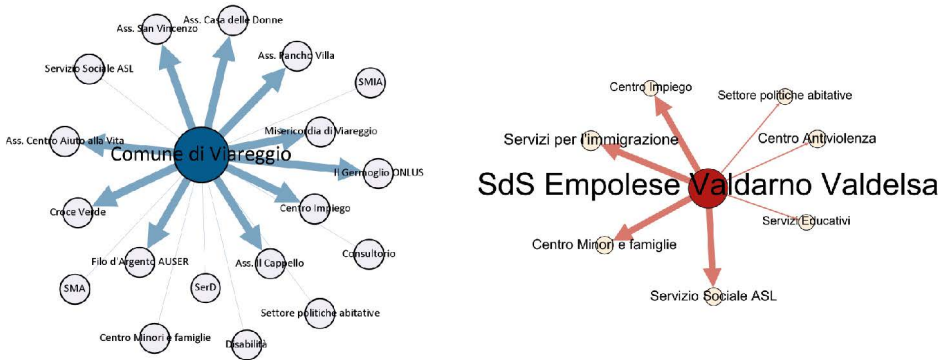 Ass. Casa delle Donne
Ass. San Vincenzo
Ass. Pancho Villa
Servizio Sociale ASL
SMIA
Misericordia di Viareggio
Ass. Centro Aiuto alla Vita
Comune di Viareggio
Il Germoglio ONLUS
Croce Verde
Centro Impiego
Consultorio
Filo d'Argento AUSER
Ass. Il Cappello
SMA
SerD
Settore politiche abitative
Centro Minori e famiglie
Disabilità
Centro Impiego
Settore politiche abitative
Servizi per l'immigrazione
Centro Antiviolenza
SdS Empolese Valdarno Valdelsa
Servizi Educativi
Centro Minori e famiglie
Servizio Sociale ASL